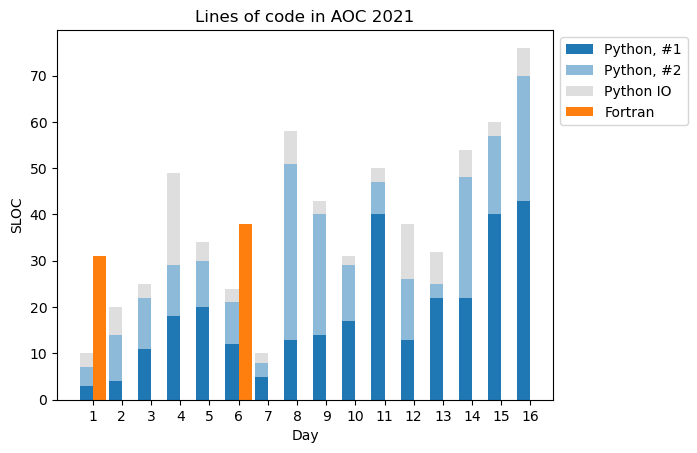 Lines of code in AOC 2021
Python, #1
Python, #2
Python IO
Fortran
SLOC
70
60
50
40
30
20
10
0
1 2 3 4 5 6 7 8 9 10 11 12 13 14 15 16
Day